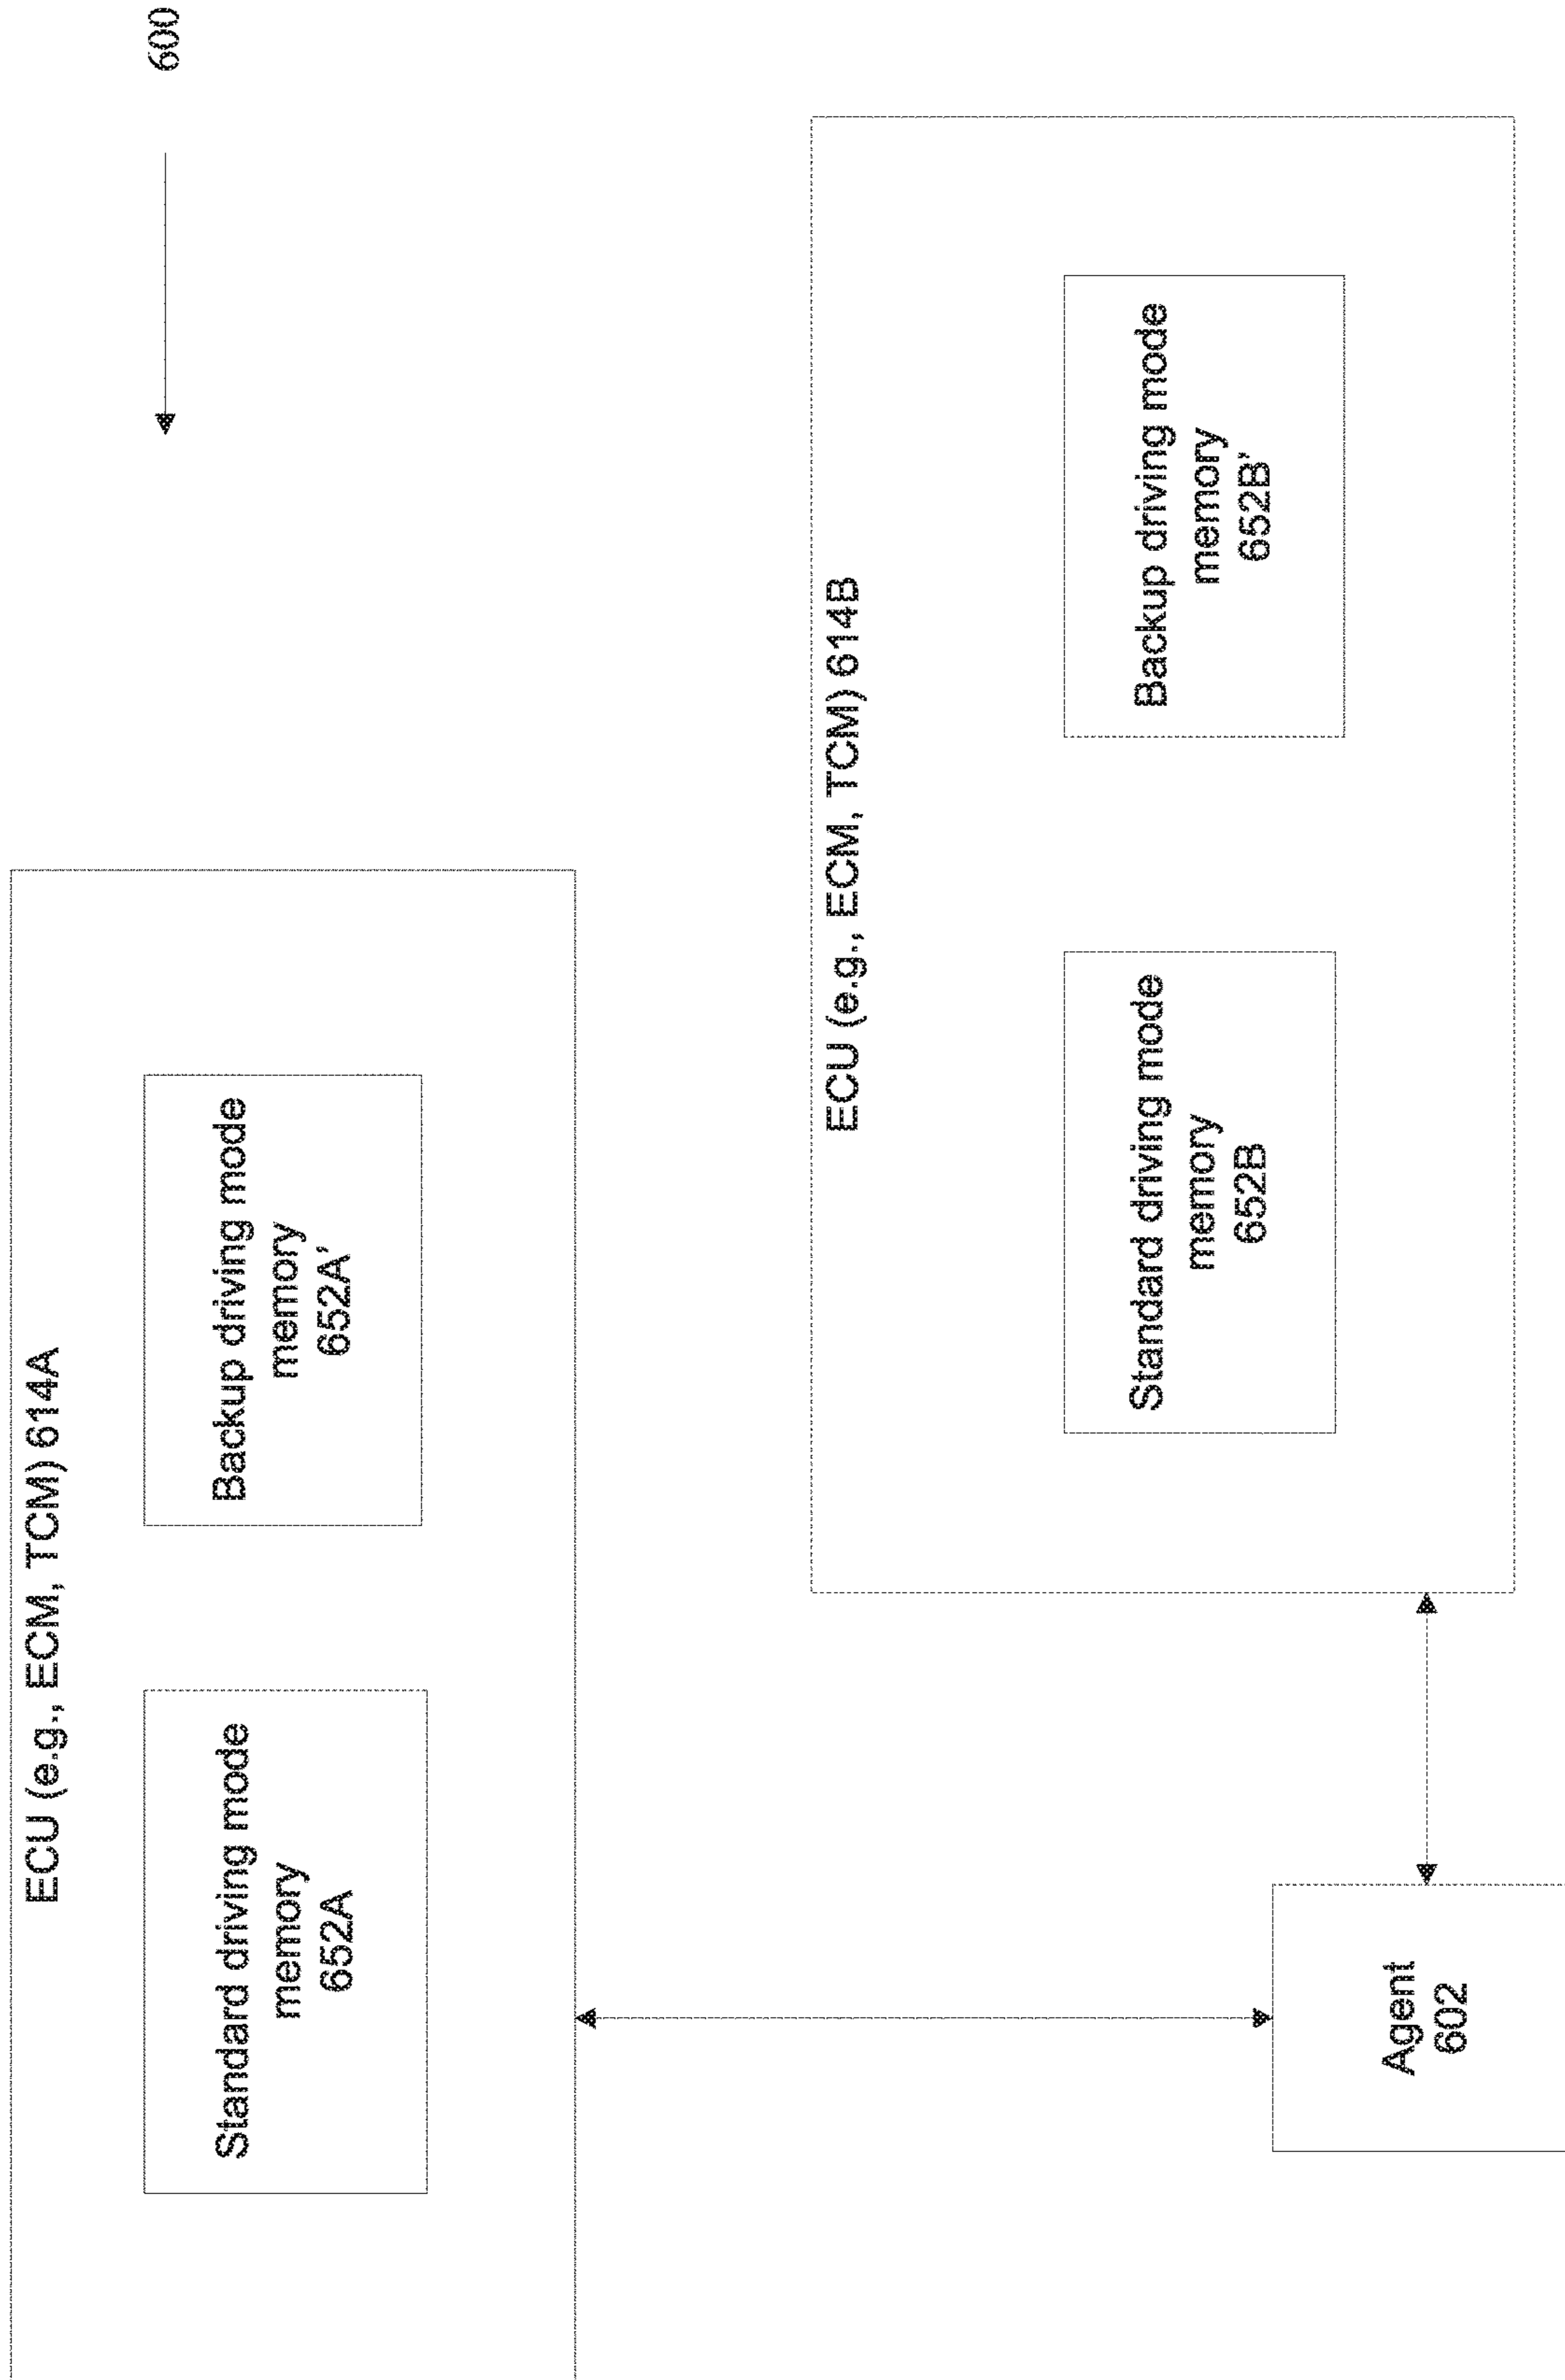 600
ECU (e.g., ECM, TCM) 614A
Standard driving mode
memory
652A
Backup driving mode
memory
652A'
ECU (e.g., ECM, TCM) 614B
Standard driving mode
memory
652B
Backup driving mode
memory
652B'
Agent
602